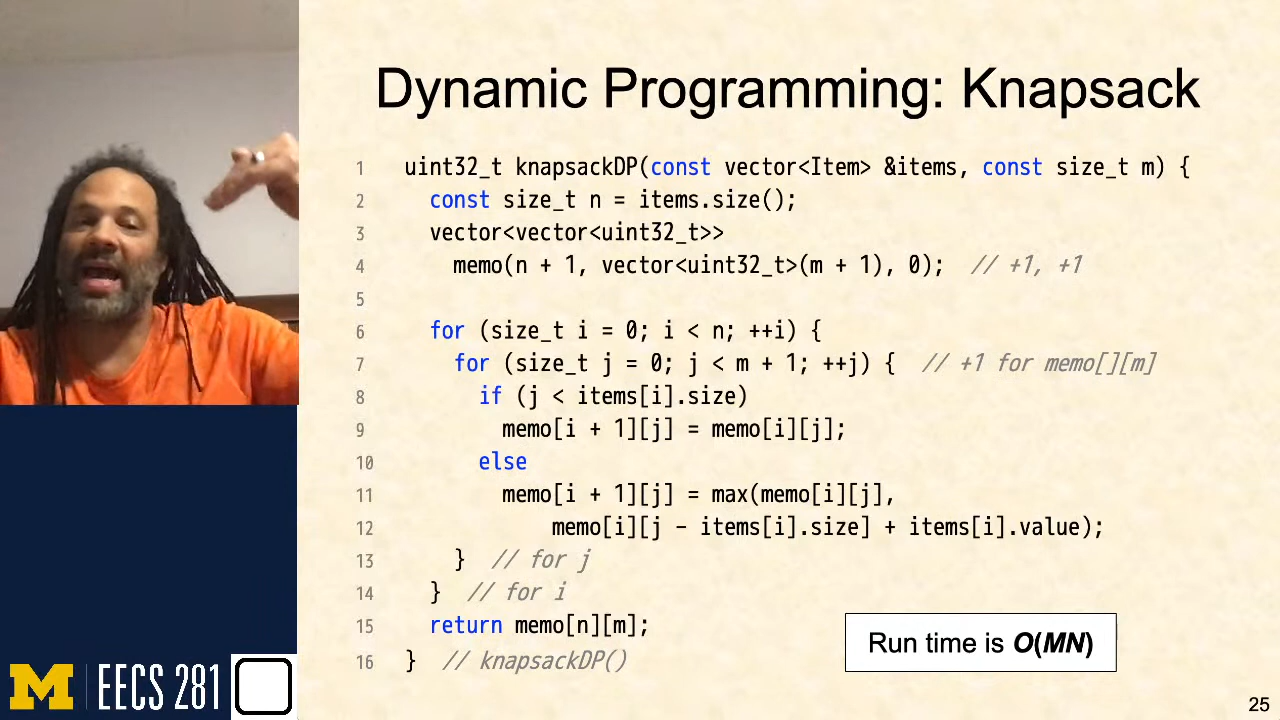 Dynamic Programming: Knapsack
1 uint32_t knapsackDP(const vector<Item> &items, const size_t m) {
2 const size_t n = items.size();
3 vector<vector<uint32_t>>
4 memo(n + 1, vector<uint32_t>(m + 1), 0); // +1, +1
5
6 for (size_t i = 0; i < n; ++i) {
7 for (size_t j = 0; j < m + 1; ++j) { // +1 for memo[][m]
8 if (j < items[i].size)
9 memo[i + 1][j] = memo[i][j];
10 else
11 memo[i + 1][j] = max(memo[i][j],
12 memo[i][j - items[i].size] + items[i].value);
13 } // for j
14 } // for i
15 return memo[n][m];
16 } // knapsackDP()
Run time is O(MN)
M EECS 281
25